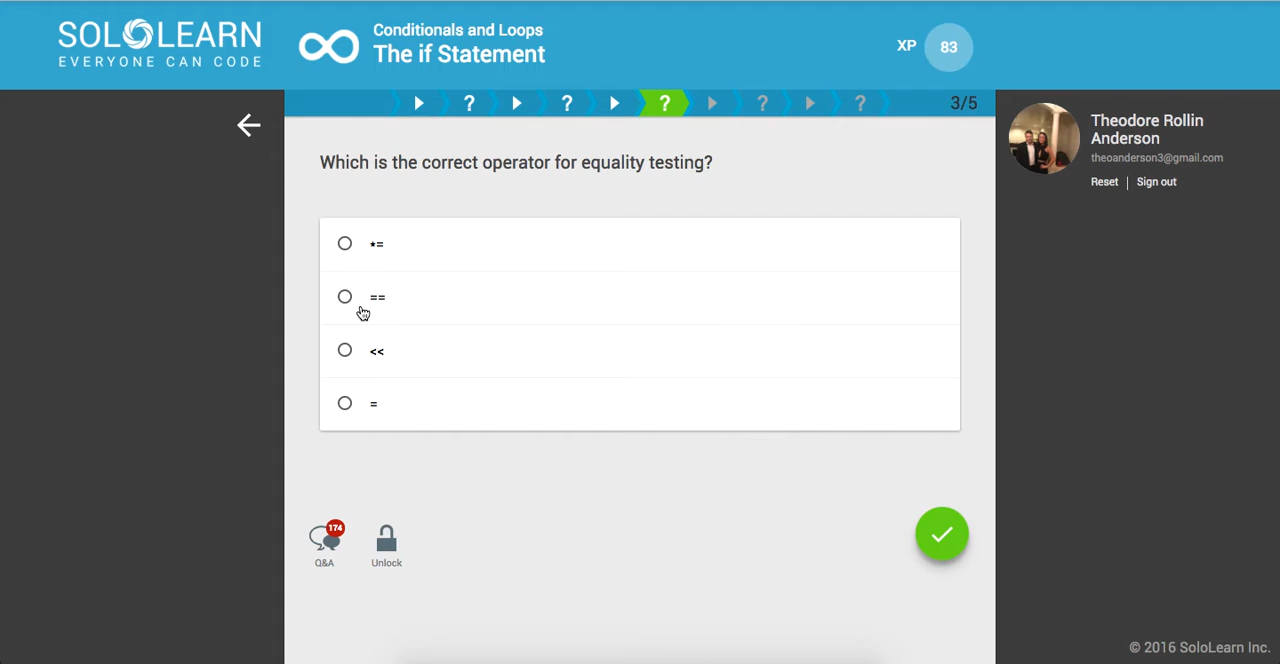 SOLOLEARN
EVERYONE CAN CODE
Conditionals and Loops
The if Statement
XP 83
? ? ? ? ? 3/5
Theodore Rollin
Anderson
theoanderson3@gmail.com
Reset | Sign out
Which is the correct operator for equality testing?
*=
==
<<
=
174
Q&A
Unlock
© 2016 SoloLearn Inc.